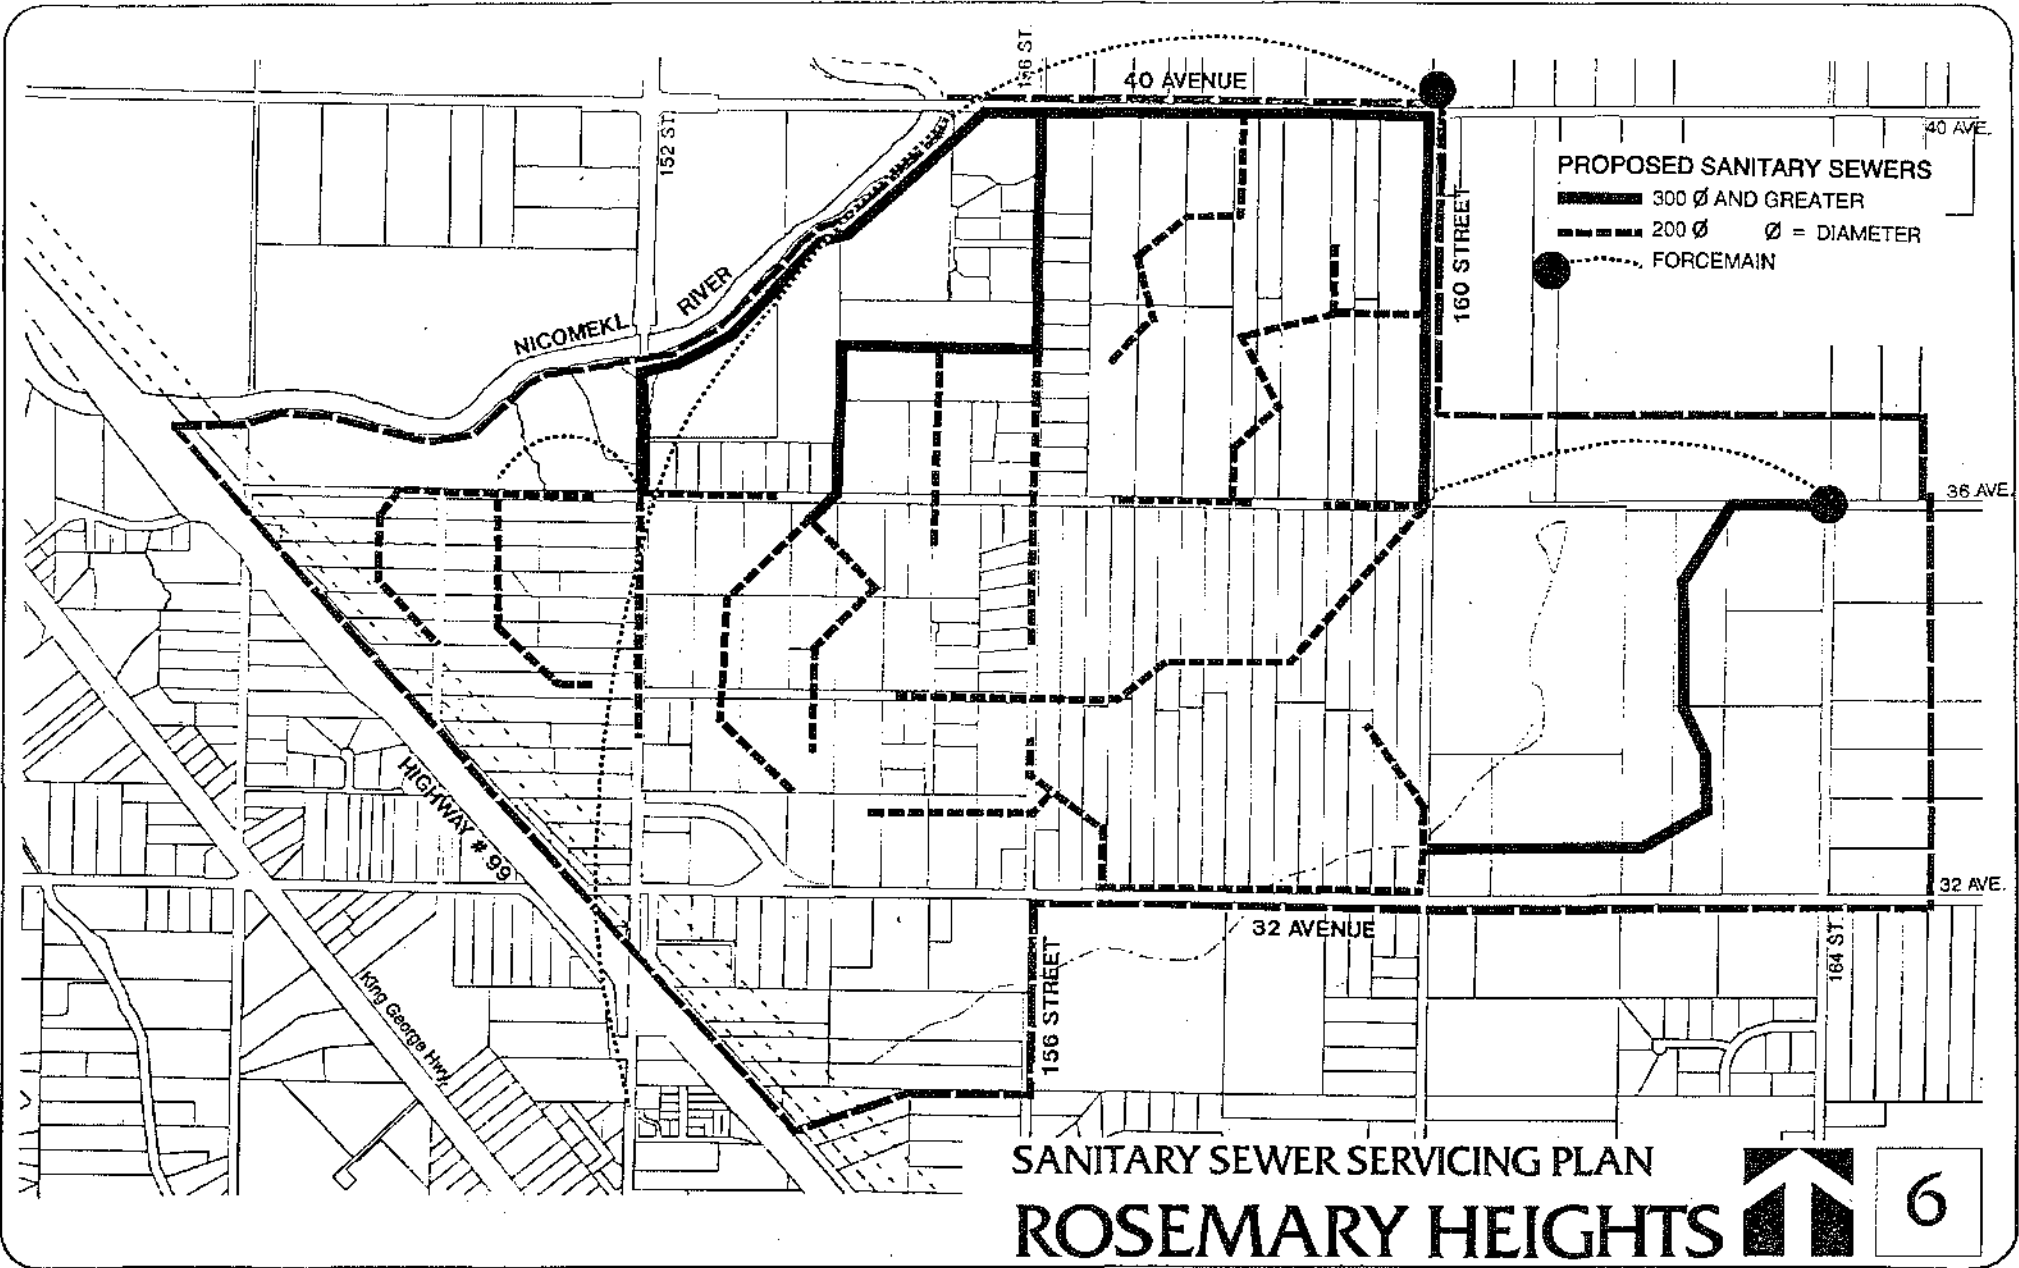 156 ST.
40 AVENUE
152 ST.
40 AVE.
PROPOSED SANITARY SEWERS
300 Ø AND GREATER
200 Ø Ø = DIAMETER
FORCEMAIN
160 STREET
NICOMEKL RIVER
36 AVE.
HIGHWAY # 99
32 AVE.
32 AVENUE
156 STREET
164 ST.
King George Hwy.
SANITARY SEWER SERVICING PLAN
ROSEMARY HEIGHTS
6